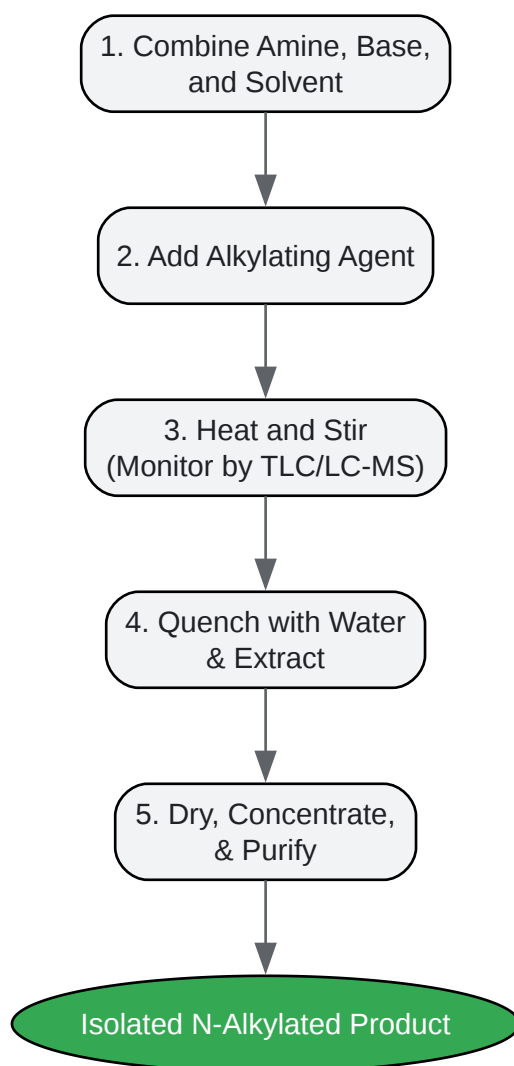 1. Combine Amine, Base,
and Solvent
2. Add Alkylating Agent
3. Heat and Stir
(Monitor by TLC/LC-MS)
4. Quench with Water
& Extract
5. Dry, Concentrate,
& Purify
Isolated N-Alkylated Product